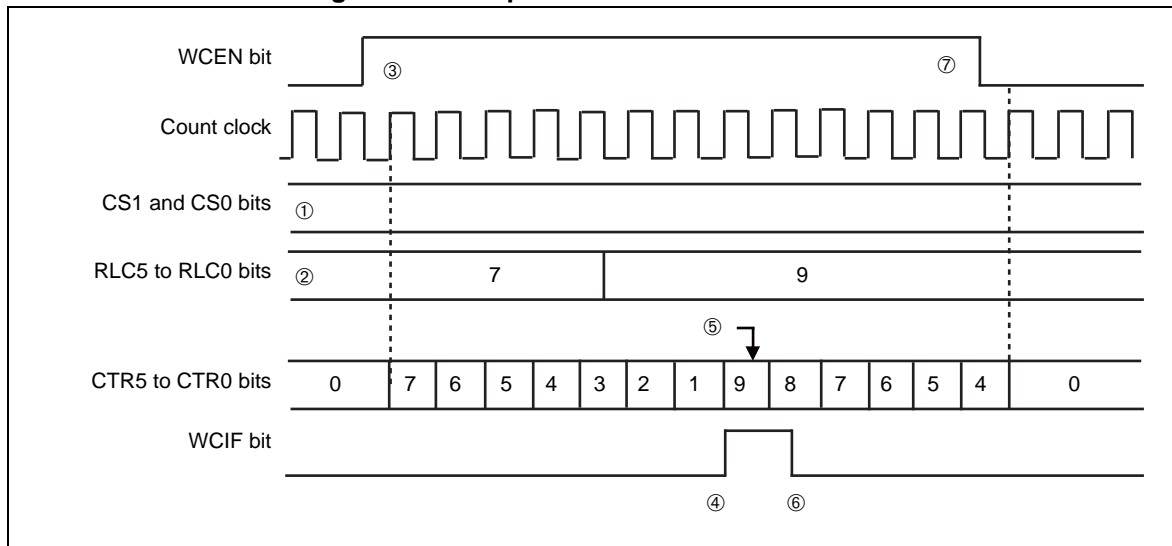 WCEN bit
③ ⑦
Count clock
CS1 and CS0 bits ①
RLC5 to RLC0 bits ② 7 9
⑤
CTR5 to CTR0 bits 0 7 6 5 4 3 2 1 9 8 7 6 5 4 0
WCIF bit
④ ⑥